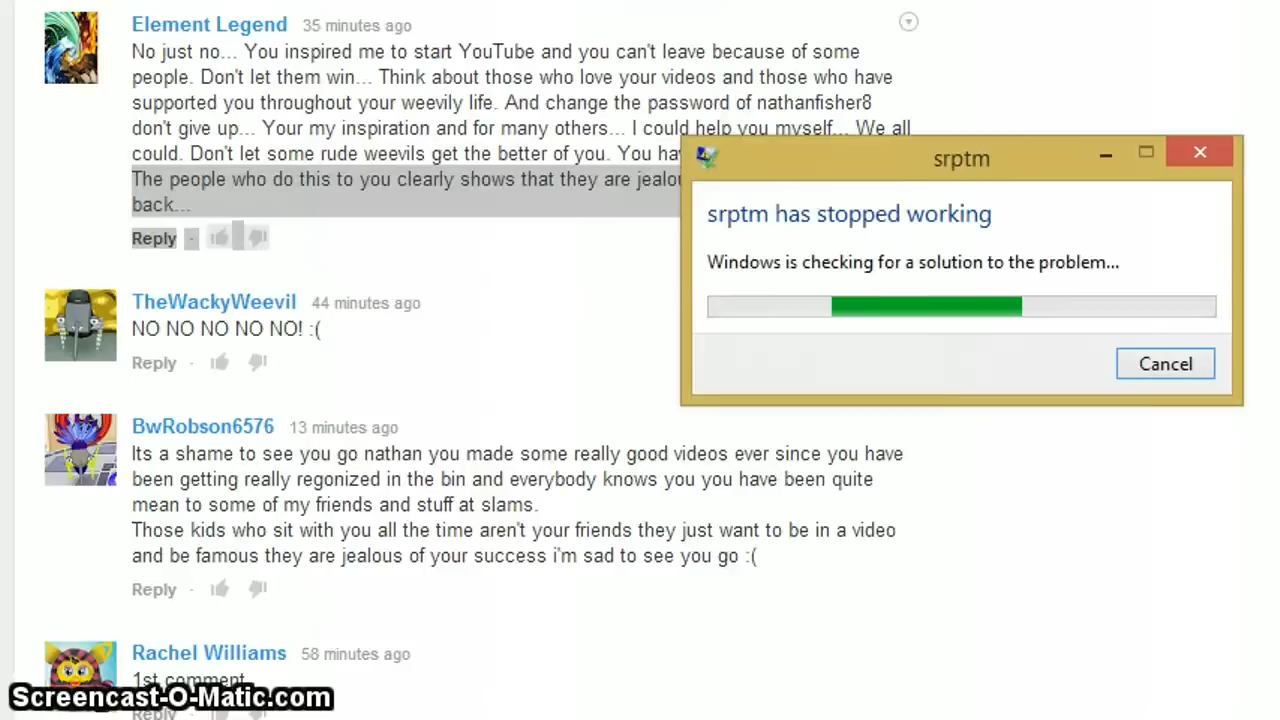 Element Legend 35 minutes ago
No just no... You inspired me to start YouTube and you can't leave because of some
people. Don't let them win... Think about those who love your videos and those who have
supported you throughout your weevily life. And change the password of nathanfisher8
don't give up... Your my inspiration and for many others... I could help you myself... We all
could. Don't let some rude weevils get the better of you. You
The people who do this to you clearly shows that they are
back...
Reply ·
srptm
srptm has stopped working
Windows is checking for a solution to the problem...
Cancel
TheWackyWeevil 44 minutes ago
NO NO NO NO NO! :(
Reply ·
BwRobson6576 13 minutes ago
Its a shame to see you go nathan you made some really good videos ever since you have
been getting really regonized in the bin and everybody knows you you have been quite
mean to some of my friends and stuff at slams.
Those kids who sit with you all the time aren't your friends they just want to be in a video
and be famous they are jealous of your success i'm sad to see you go :(
Reply ·
Rachel Williams 58 minutes ago
1st comment
Reply
Screencast-O-Matic.com